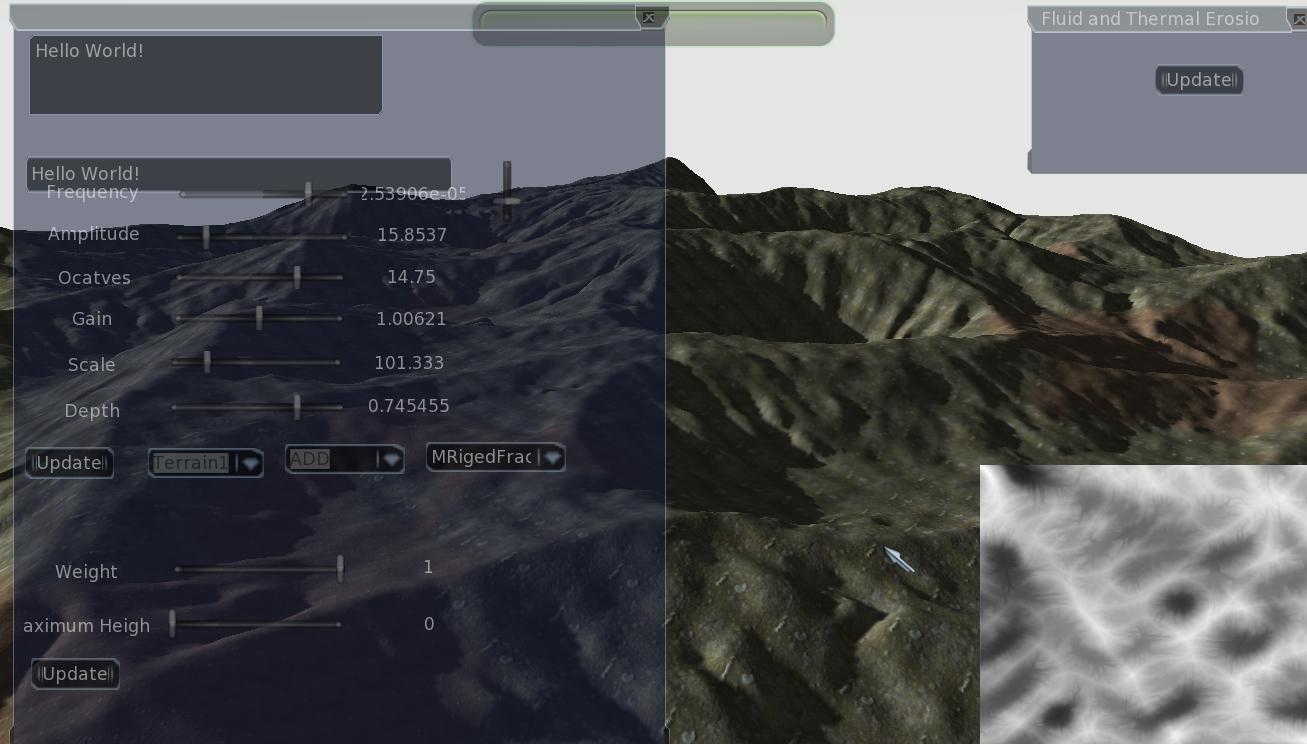 Fluid and Thermal Erosio
Hello World!
Update
Hello World!
Frequency 2.53906e-05
Amplitude 15.8537
Ocatves 14.75
Gain 1.00621
Scale 101.333
Depth 0.745455
Update Terrain1 ADD MRigedFrac
Weight 1
aximum Heigh 0
Update